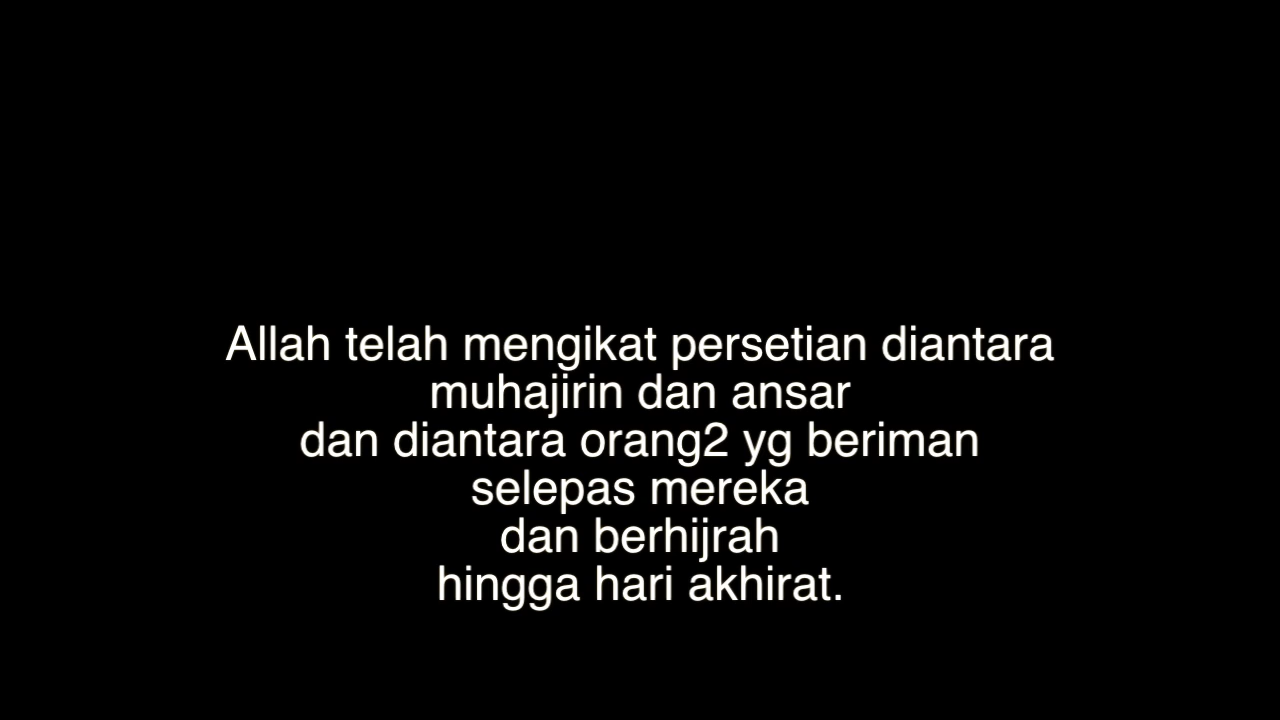 Allah telah mengikat persetian diantara
muhajirin dan ansar
dan diantara orang2 yg beriman
selepas mereka
dan berhijrah
hingga hari akhirat.